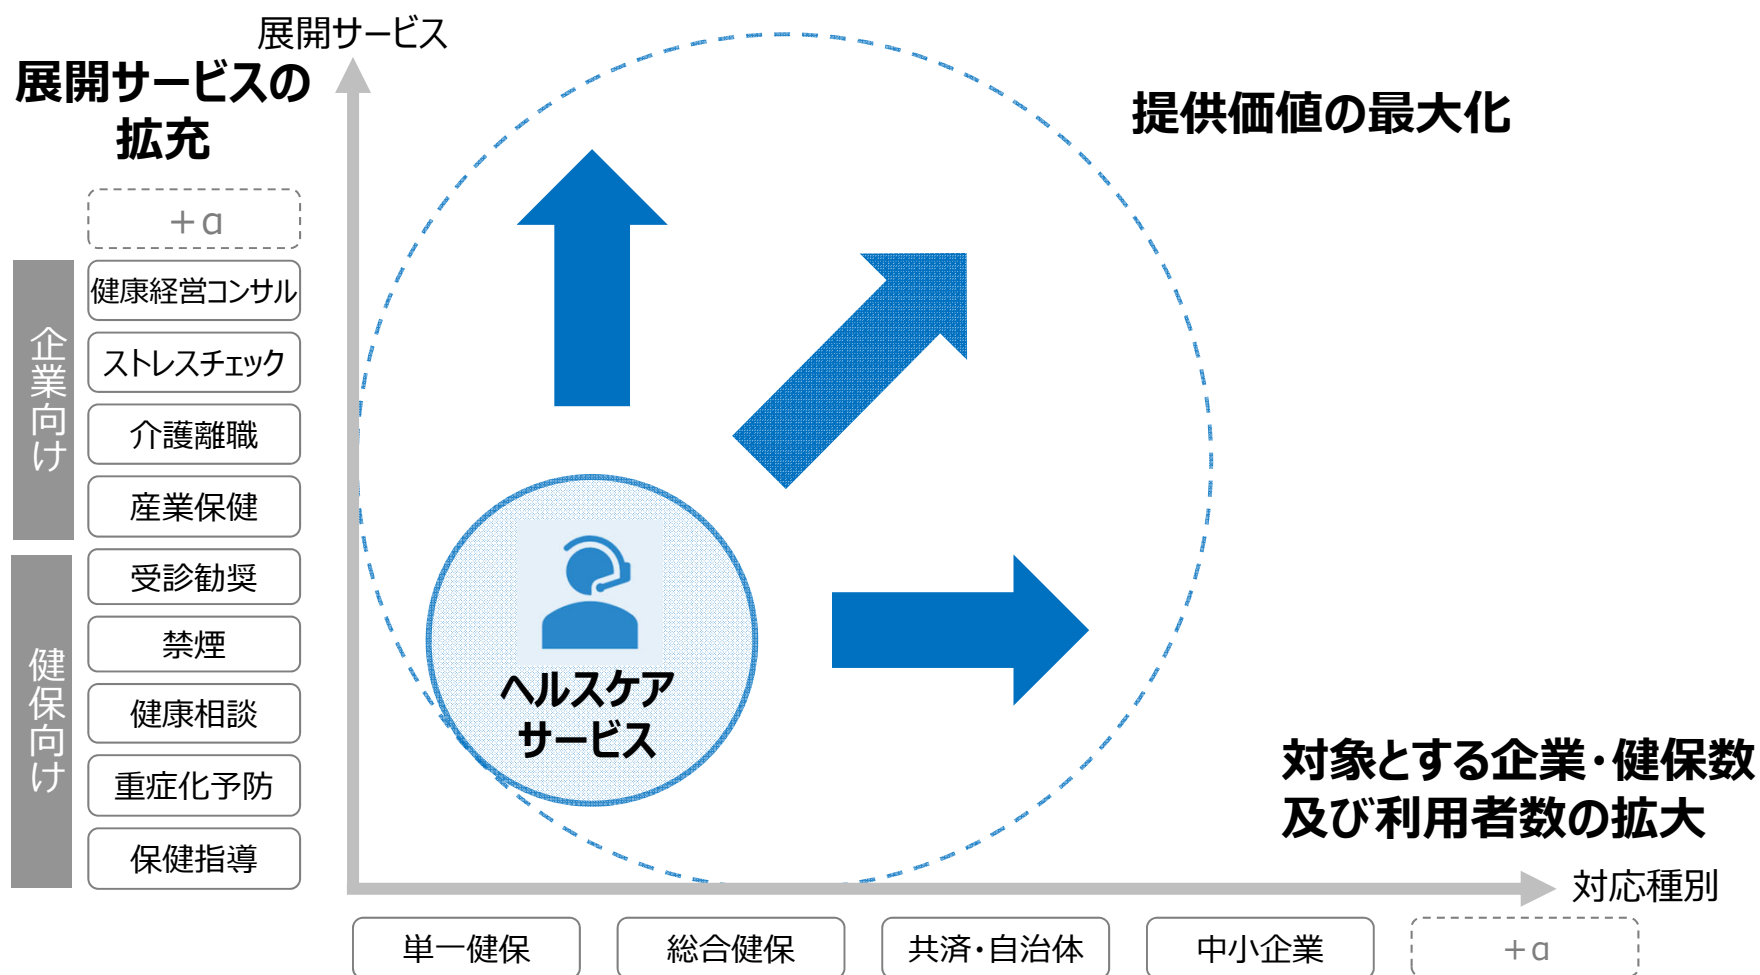 展開サービス
展開サービスの
拡充
提供価値の最大化
+α
企業向け
健康経営コンサル
ストレスチェック
介護離職
産業保健
健保向け
受診勧奨
禁煙
健康相談
重症化予防
保健指導
ヘルスケア
サービス
対象とする企業・健保数
及び利用者数の拡大
対応種別
単一健保
総合健保
共済・自治体
中小企業
+α